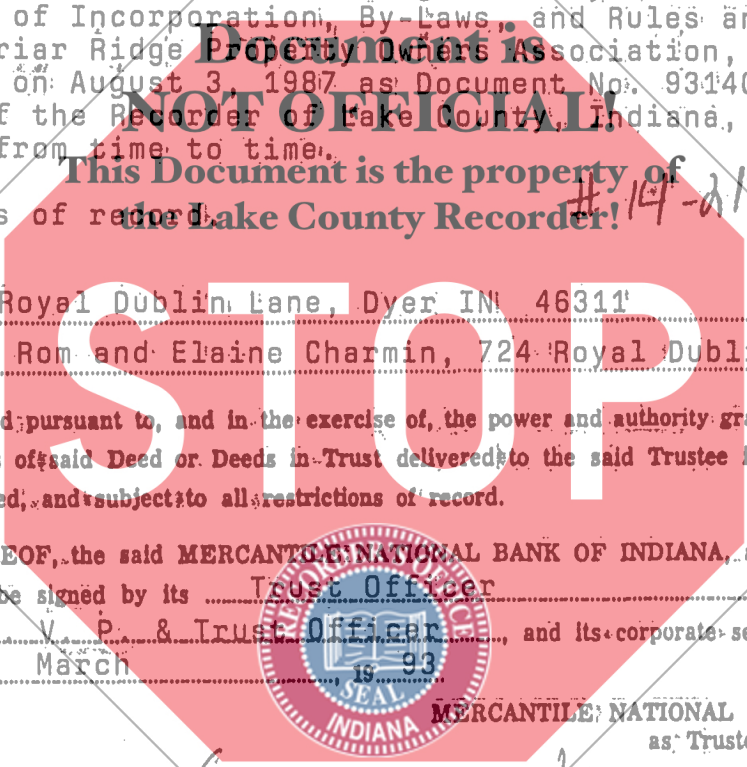 of Incorporation, By-Laws, and Rules an
riar Ridge Property Owners Association,
on August 3, 1987 as Document No. 93140
f the Recorder of Lake County, Indiana,
from time to time.
Document is
NOT OFFICIAL!
This Document is the property of
the Lake County Recorder!
s of record.
# 14-21
STOP
Royal Dublin Lane, Dyer IN 46311
Rom and Elaine Charmin, 724 Royal Dubli
d pursuant to, and in the exercise of, the power and authority gra
s of said Deed or Deeds in Trust delivered to the said Trustee
ed, and subject to all restrictions of record.
EOF, the said MERCANTILE NATIONAL BANK OF INDIANA,
be signed by its Trust Officer
V. P. & Trust Officer, and its corporate se
March, 19 93
SEAL
INDIANA
MERCANTILE NATIONAL
as Truste